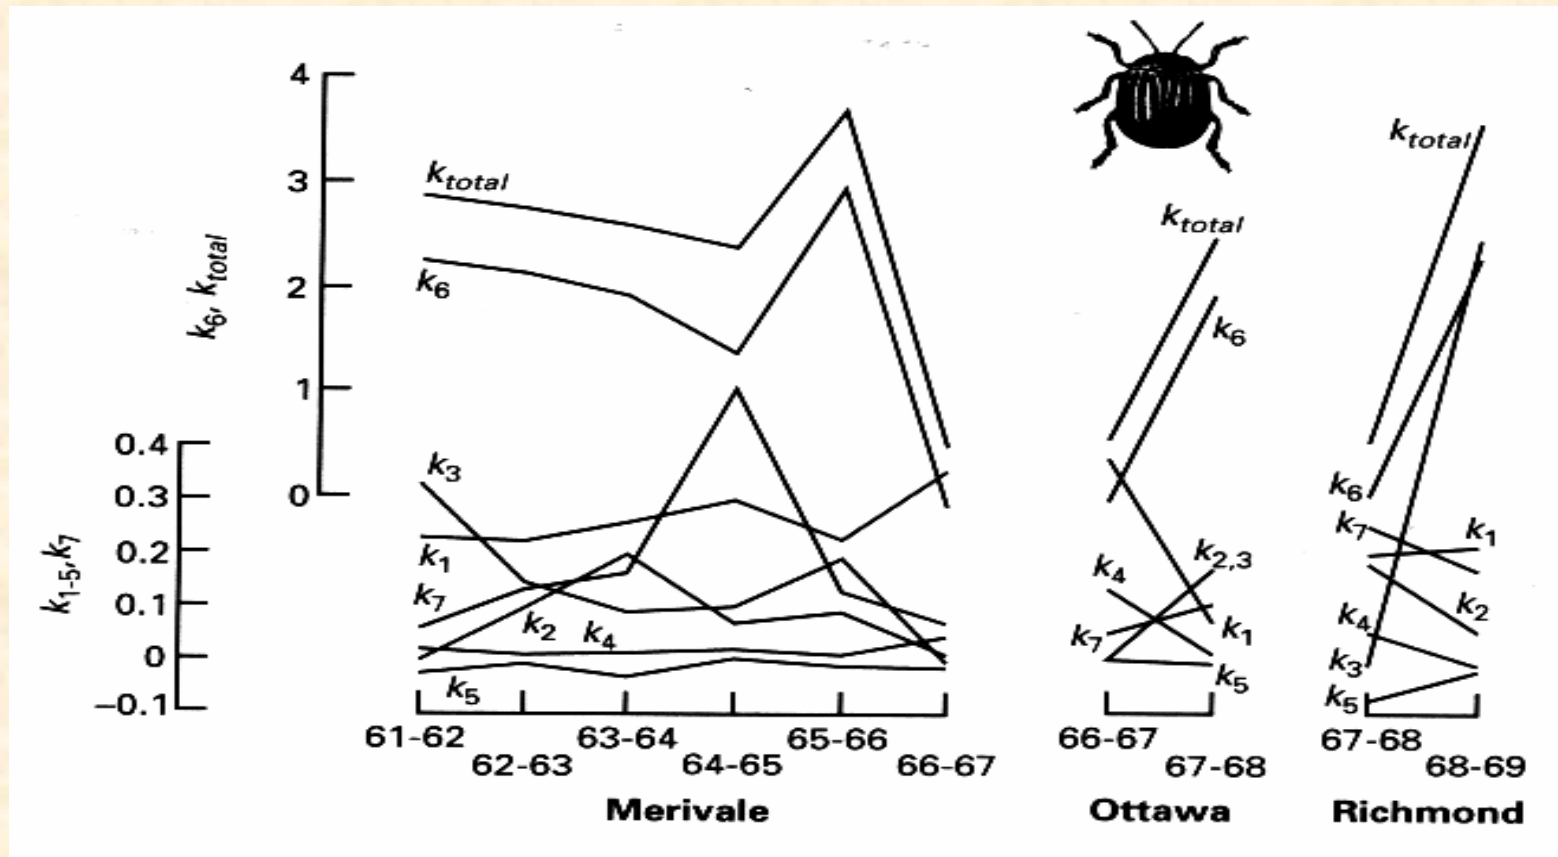 4
3
2
1
0
k6, ktotal
0.4
0.3
0.2
0.1
0
−0.1
k1-5,k7
ktotal
k6
k3
k1
k7
k2
k4
k5
61-62
62-63
63-64
64-65
65-66
66-67
Merivale
ktotal
k6
k4
k2,3
k7
k1
k5
66-67
67-68
Ottawa
ktotal
k6
k7
k1
k2
k4
k3
k5
67-68
68-69
Richmond